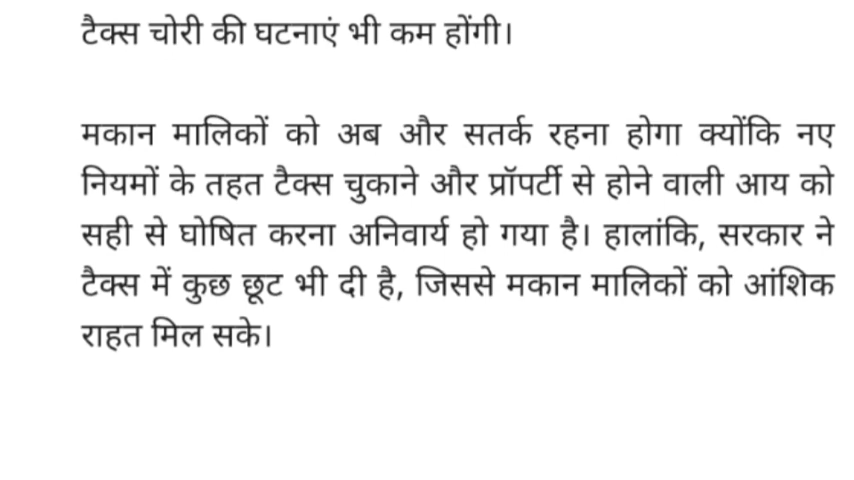 टैक्स चोरी की घटनाएं भी कम होंगी।
मकान मालिकों को अब और सतर्क रहना होगा क्योंकि नए
नियमों के तहत टैक्स चुकाने और प्रॉपर्टी से होने वाली आय को
सही से घोषित करना अनिवार्य हो गया है। हालांकि, सरकार ने
टैक्स में कुछ छूट भी दी है, जिससे मकान मालिकों को आंशिक
राहत मिल सके।